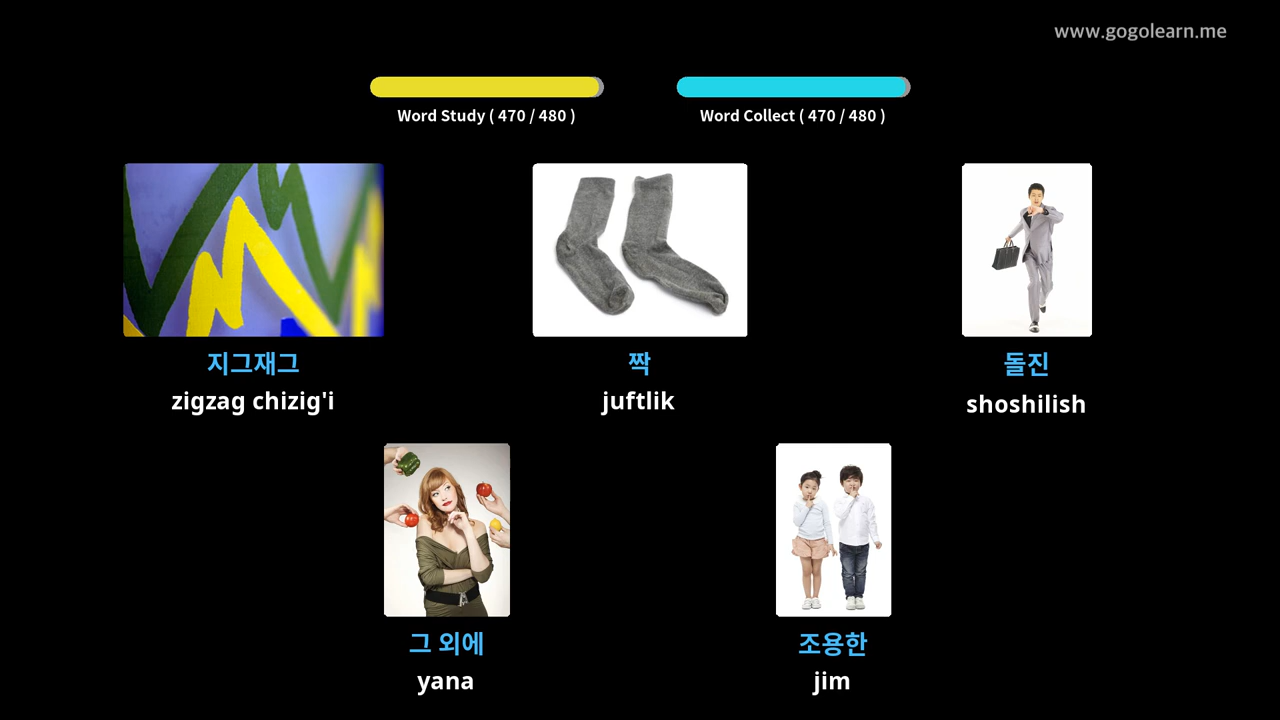 www.gogolearn.me
Word Study ( 470 / 480 )
Word Collect ( 470 / 480 )
지그재그
zigzag chizig'i
짝
juftlik
돌진
shoshilish
그 외에
yana
조용한
jim